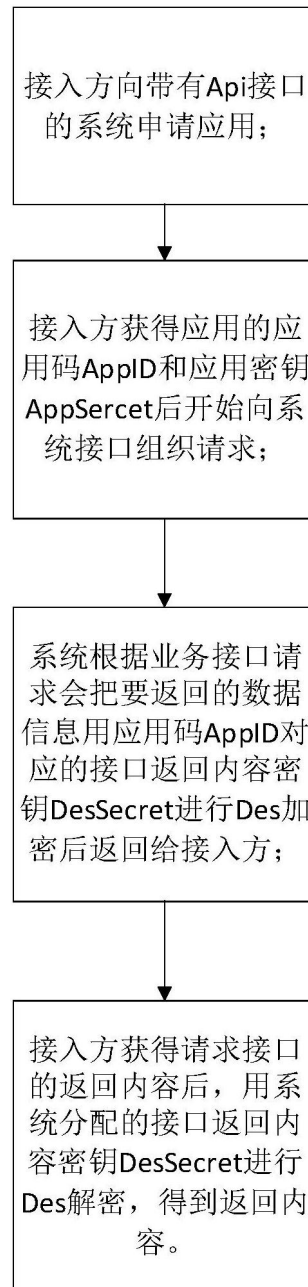 接入方向带有Api接口
的系统申请应用；
接入方获得应用的应
用码AppID和应用密钥
AppSercet后开始向系
统接口组织请求；
系统根据业务接口请
求会把要返回的数据
信息用应用码AppID对
应的接口返回内容密
钥DesSecret进行Des加
密后返回给接入方；
接入方获得请求接口
的返回内容后，用系
统分配的接口返回内
容密钥DesSecret进行
Des解密，得到返回内
容。